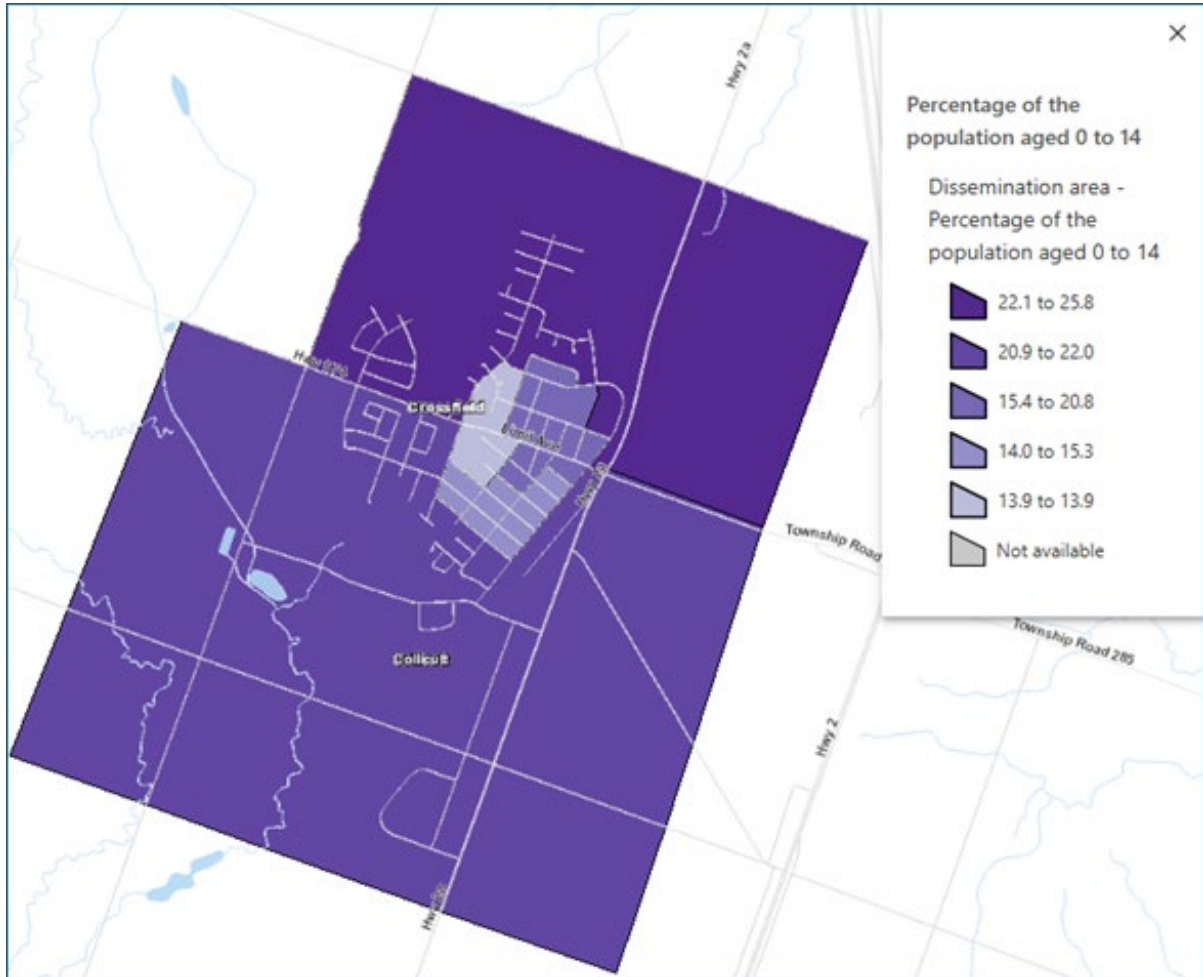 Hwy 2a
×
Percentage of the
population aged 0 to 14
Dissemination area -
Percentage of the
population aged 0 to 14
22.1 to 25.8
20.9 to 22.0
15.4 to 20.8
14.0 to 15.3
13.9 to 13.9
Not available
Crossfield
Township Road
Township Road 285
Collicutt
Hwy 2